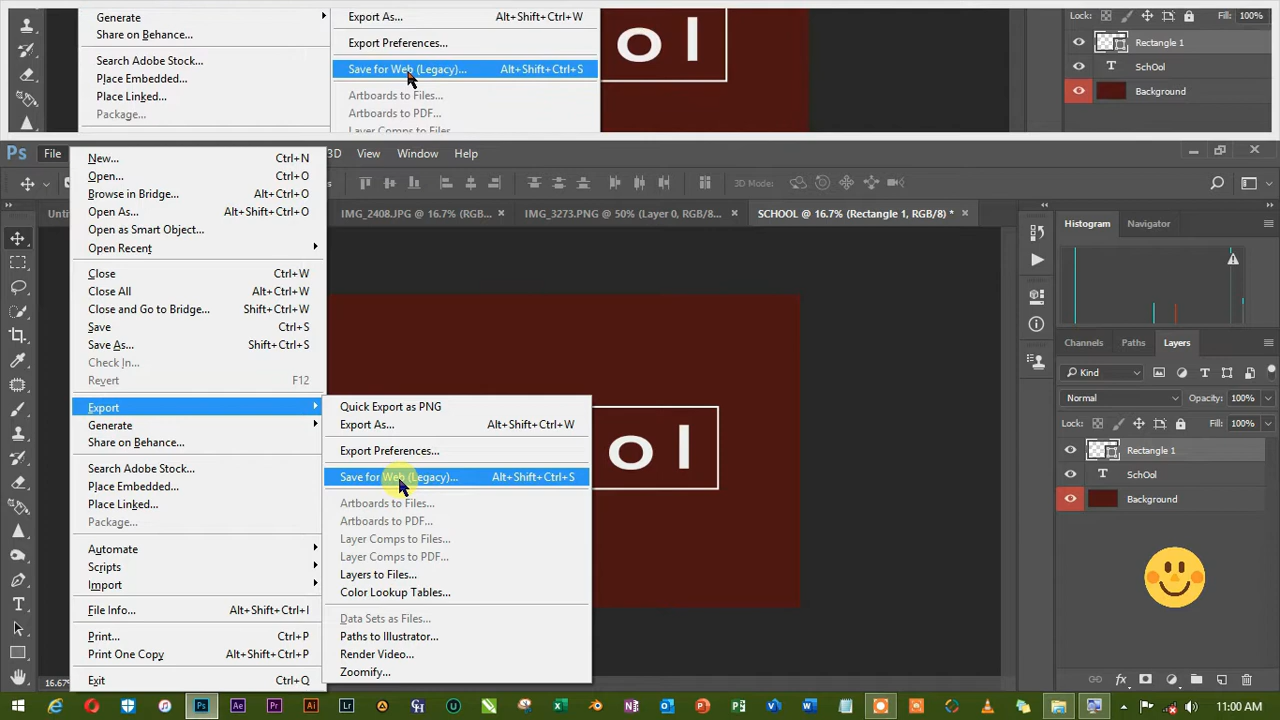 Generate
Export As... Alt+Shift+Ctrl+W
Lock:
Fill: 100%
Share on Behance...
Export Preferences...
ol
Rectangle 1
Search Adobe Stock...
Save for Web (Legacy)... Alt+Shift+Ctrl+S
SchOol
Place Embedded...
Artboards to Files...
Background
Place Linked...
Artboards to PDF...
Package...
Layer Comps to Files
Ps File 3D View Window Help
New... Ctrl+N
Open... Ctrl+O
Browse in Bridge... Alt+Ctrl+O
Open As... Alt+Shift+Ctrl+O
Open as Smart Object...
Open Recent
Close Ctrl+W
Close All Alt+Ctrl+W
Close and Go to Bridge... Shift+Ctrl+W
Save Ctrl+S
Save As... Shift+Ctrl+S
Check In...
Revert F12
Export
Generate
Share on Behance...
Search Adobe Stock...
Place Embedded...
Place Linked...
Package...
Automate
Scripts
Import
File Info... Alt+Shift+Ctrl+I
Print... Ctrl+P
Print One Copy Alt+Shift+Ctrl+P
Exit Ctrl+Q
Quick Export as PNG
Export As... Alt+Shift+Ctrl+W
Export Preferences...
Save for Web (Legacy)... Alt+Shift+Ctrl+S
Artboards to Files...
Artboards to PDF...
Layer Comps to Files...
Layer Comps to PDF...
Layers to Files...
Color Lookup Tables...
Data Sets as Files...
Paths to Illustrator...
Render Video...
Zoomify...
3D Mode:
IMG_2408.JPG @ 16.7% (RGB...
IMG_3273.PNG @ 50% (Layer 0, RGB/8...
SCHOOL @ 16.7% (Rectangle 1, RGB/8) *
ol
Histogram Navigator
Channels Paths Layers
Kind
Normal Opacity: 100%
Lock: Fill: 100%
Rectangle 1
SchOol
Background
16.67%
Ps Ae Pr Ai Lr
11:00 AM